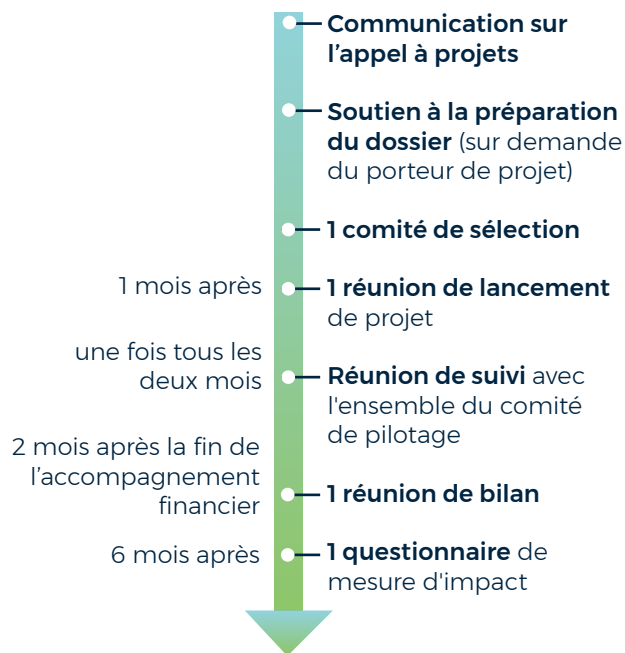 Communication sur
l’appel à projets
Soutien à la préparation
du dossier (sur demande
du porteur de projet)
1 comité de sélection
1 mois après
1 réunion de lancement
de projet
une fois tous les
deux mois
Réunion de suivi avec
l'ensemble du comité
de pilotage
2 mois après la fin de
l’accompagnement
financier
1 réunion de bilan
6 mois après
1 questionnaire de
mesure d'impact